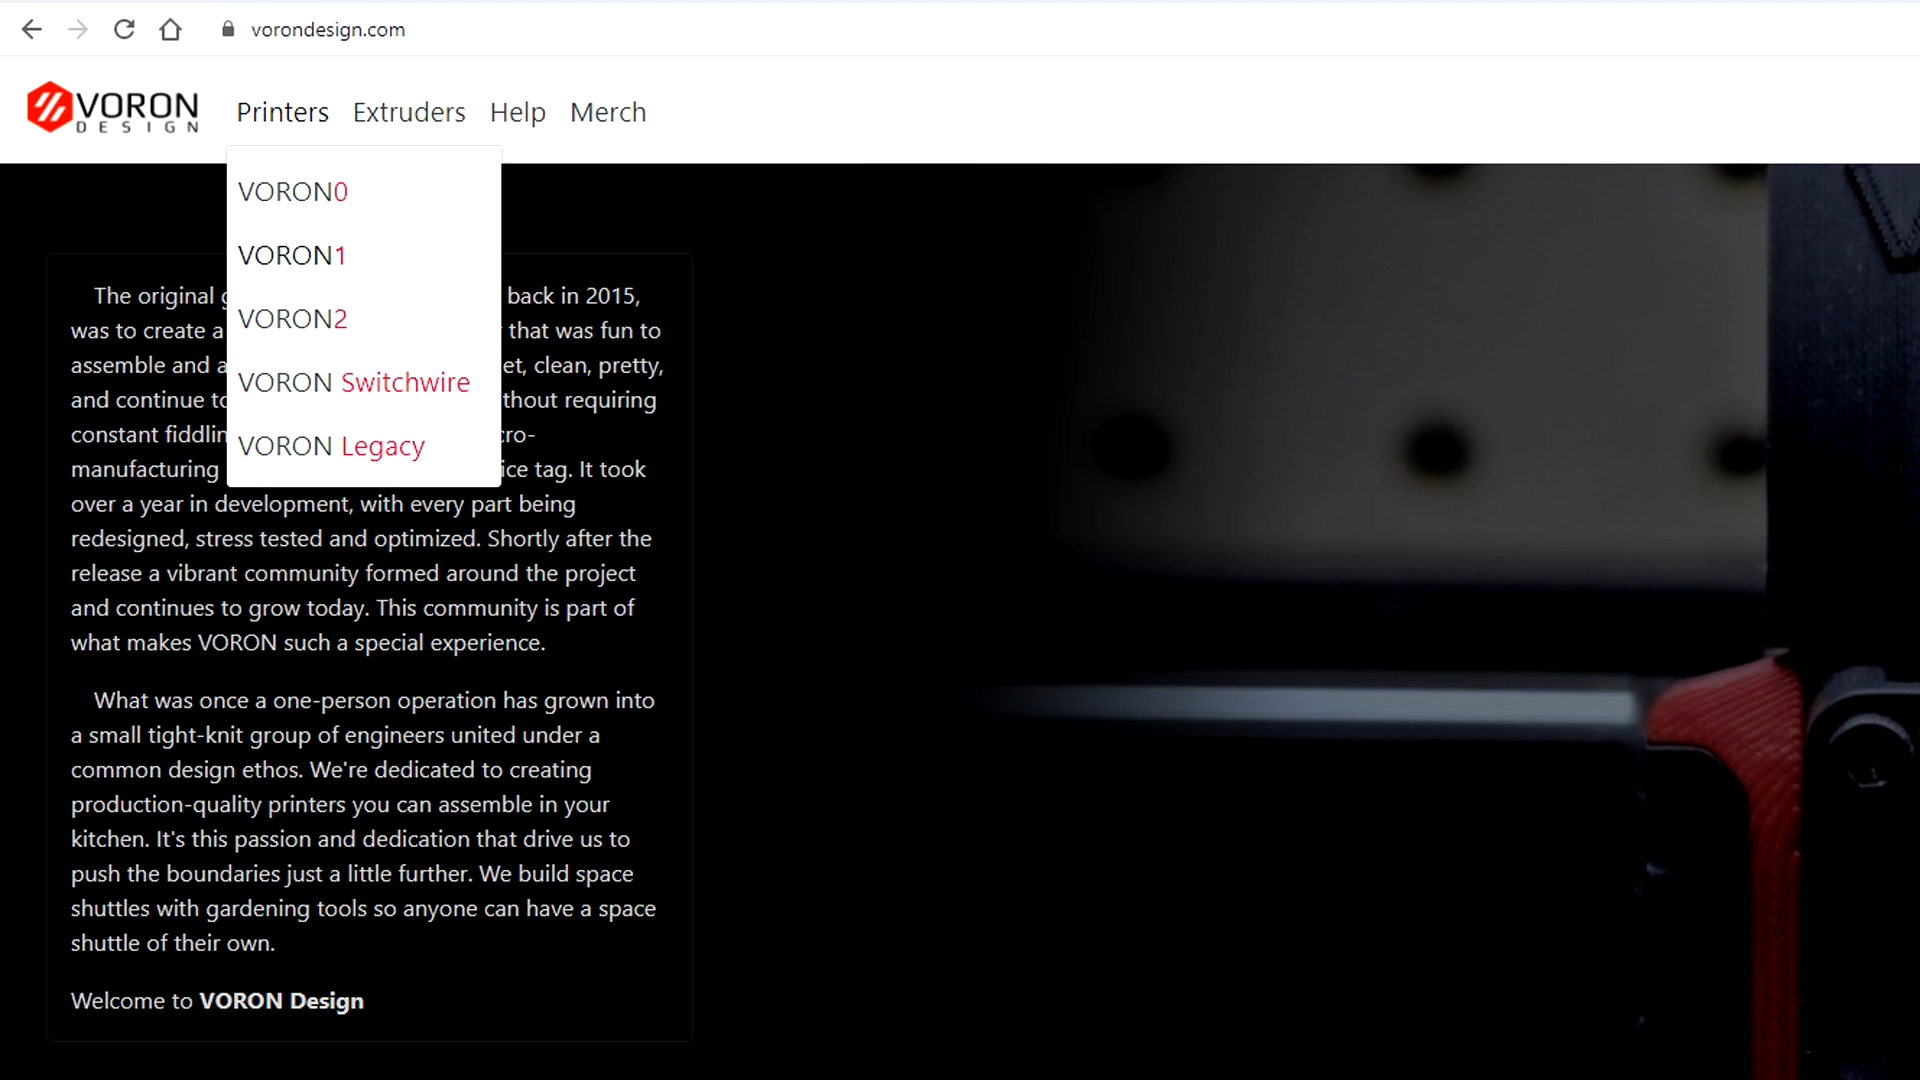 vorondesign.com
VORON
DESIGN
Printers Extruders Help Merch
VORON0
VORON1
VORON2
VORON Switchwire
VORON Legacy
The original back in 2015,
was to create a that was fun to
assemble and clean, pretty,
and continue requiring
constant
manufacturing tag. It took
over a year in development, with every part being
redesigned, stress tested and optimized. Shortly after the
release a vibrant community formed around the project
and continues to grow today. This community is part of
what makes VORON such a special experience.
What was once a one-person operation has grown into
a small tight-knit group of engineers united under a
common design ethos. We're dedicated to creating
production-quality printers you can assemble in your
kitchen. It's this passion and dedication that drive us to
push the boundaries just a little further. We build space
shuttles with gardening tools so anyone can have a space
shuttle of their own.
Welcome to VORON Design